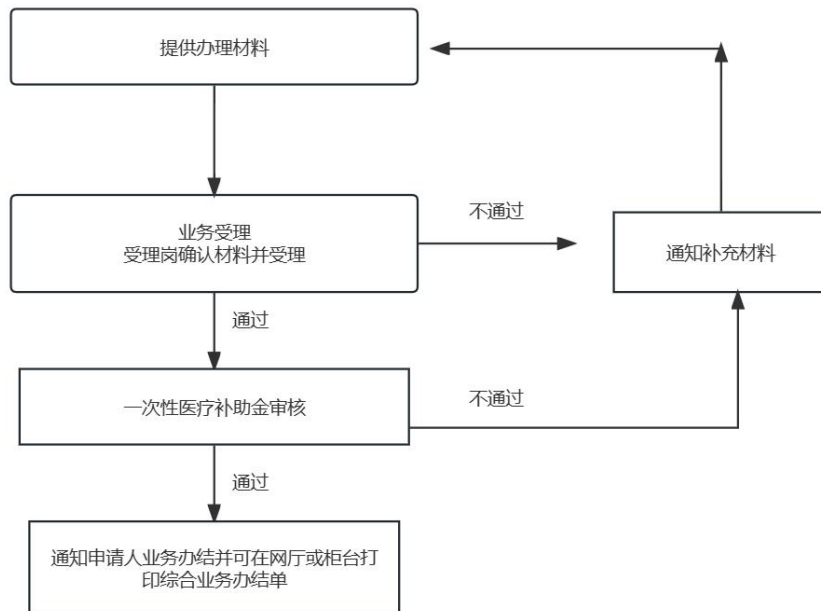 提供办理材料
业务受理
受理岗确认材料并受理
不通过
通知补充材料
通过
一次性医疗补助金审核
不通过
通过
通知申请人业务办结并可在网厅或柜台打
印综合业务办结单